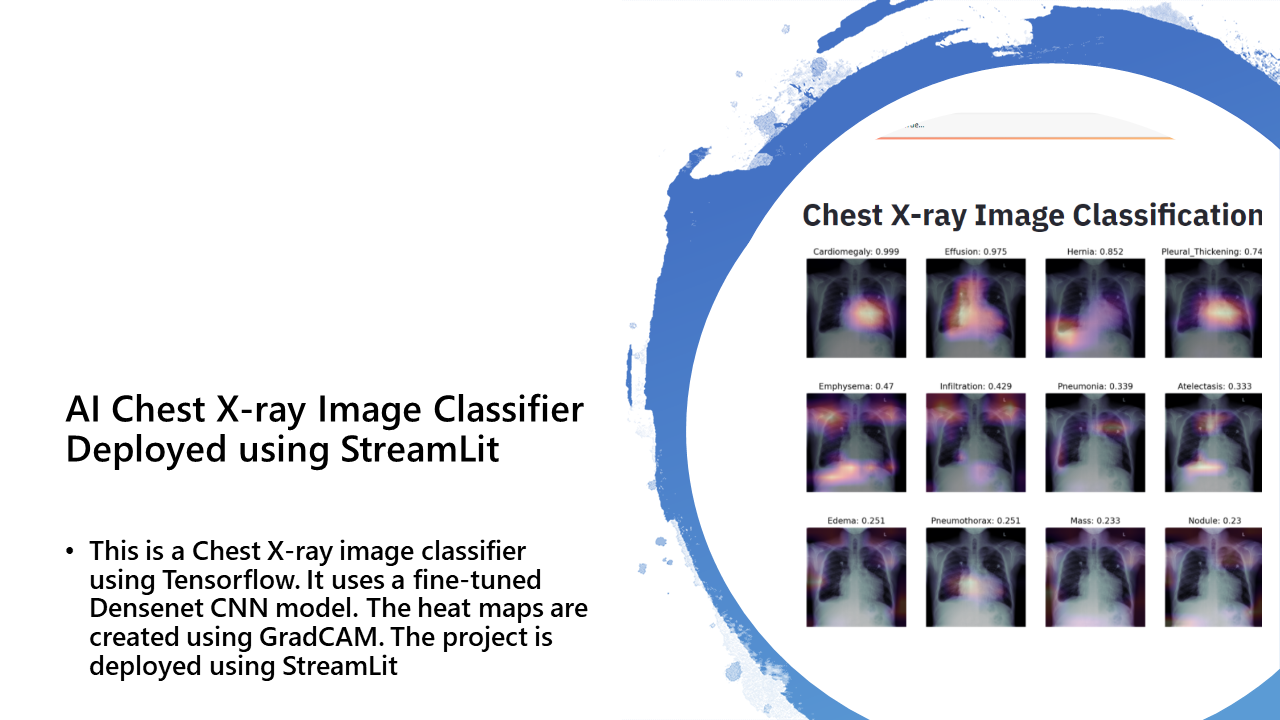 AI Chest X-ray Image Classifier
Deployed using StreamLit
• This is a Chest X-ray image classifier
using Tensorflow. It uses a fine-tuned
Densenet CNN model. The heat maps are
created using GradCAM. The project is
deployed using StreamLit
Chest X-ray Image Classification
Cardiomegaly: 0.999 Effusion: 0.975 Hernia: 0.852 Pleural_Thickening: 0.74
Emphysema: 0.47 Infiltration: 0.429 Pneumonia: 0.339 Atelectasis: 0.333
Edema: 0.251 Pneumothorax: 0.251 Mass: 0.233 Nodule: 0.23